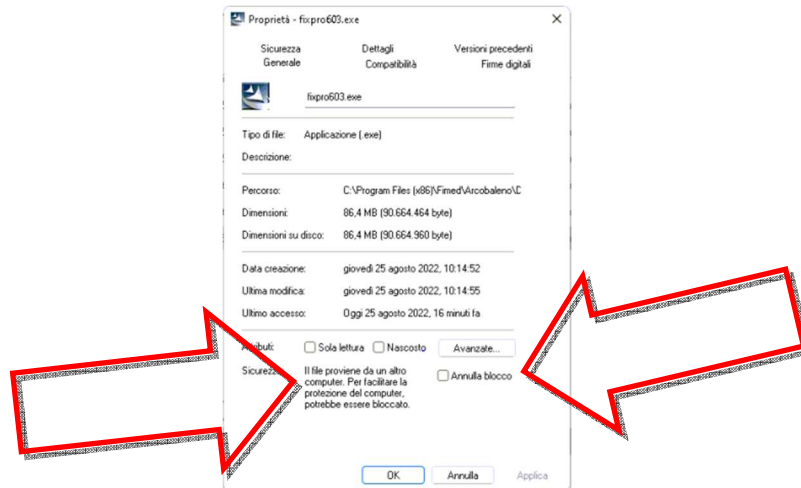 Proprietà - fixpro603.exe
Sicurezza Dettagli Versioni precedenti
Generale Compatibilità Firme digitali
fixpro603.exe
Tipo di file: Applicazione (.exe)
Descrizione:
Percorso: C:\Program Files (x86)\Fimed\Arcobaleno\D
Dimensioni: 86,4 MB (90.664.464 byte)
Dimensioni su disco: 86,4 MB (90.664.960 byte)
Data creazione: giovedì 25 agosto 2022, 10:14:52
Ultima modifica: giovedì 25 agosto 2022, 10:14:55
Ultimo accesso: Oggi 25 agosto 2022, 16 minuti fa
Attributi: Sola lettura Nascosto Avanzate...
Sicurezza: Il file proviene da un altro
computer. Per facilitare la
protezione del computer,
potrebbe essere bloccato.
Annulla blocco
OK Annulla Applica